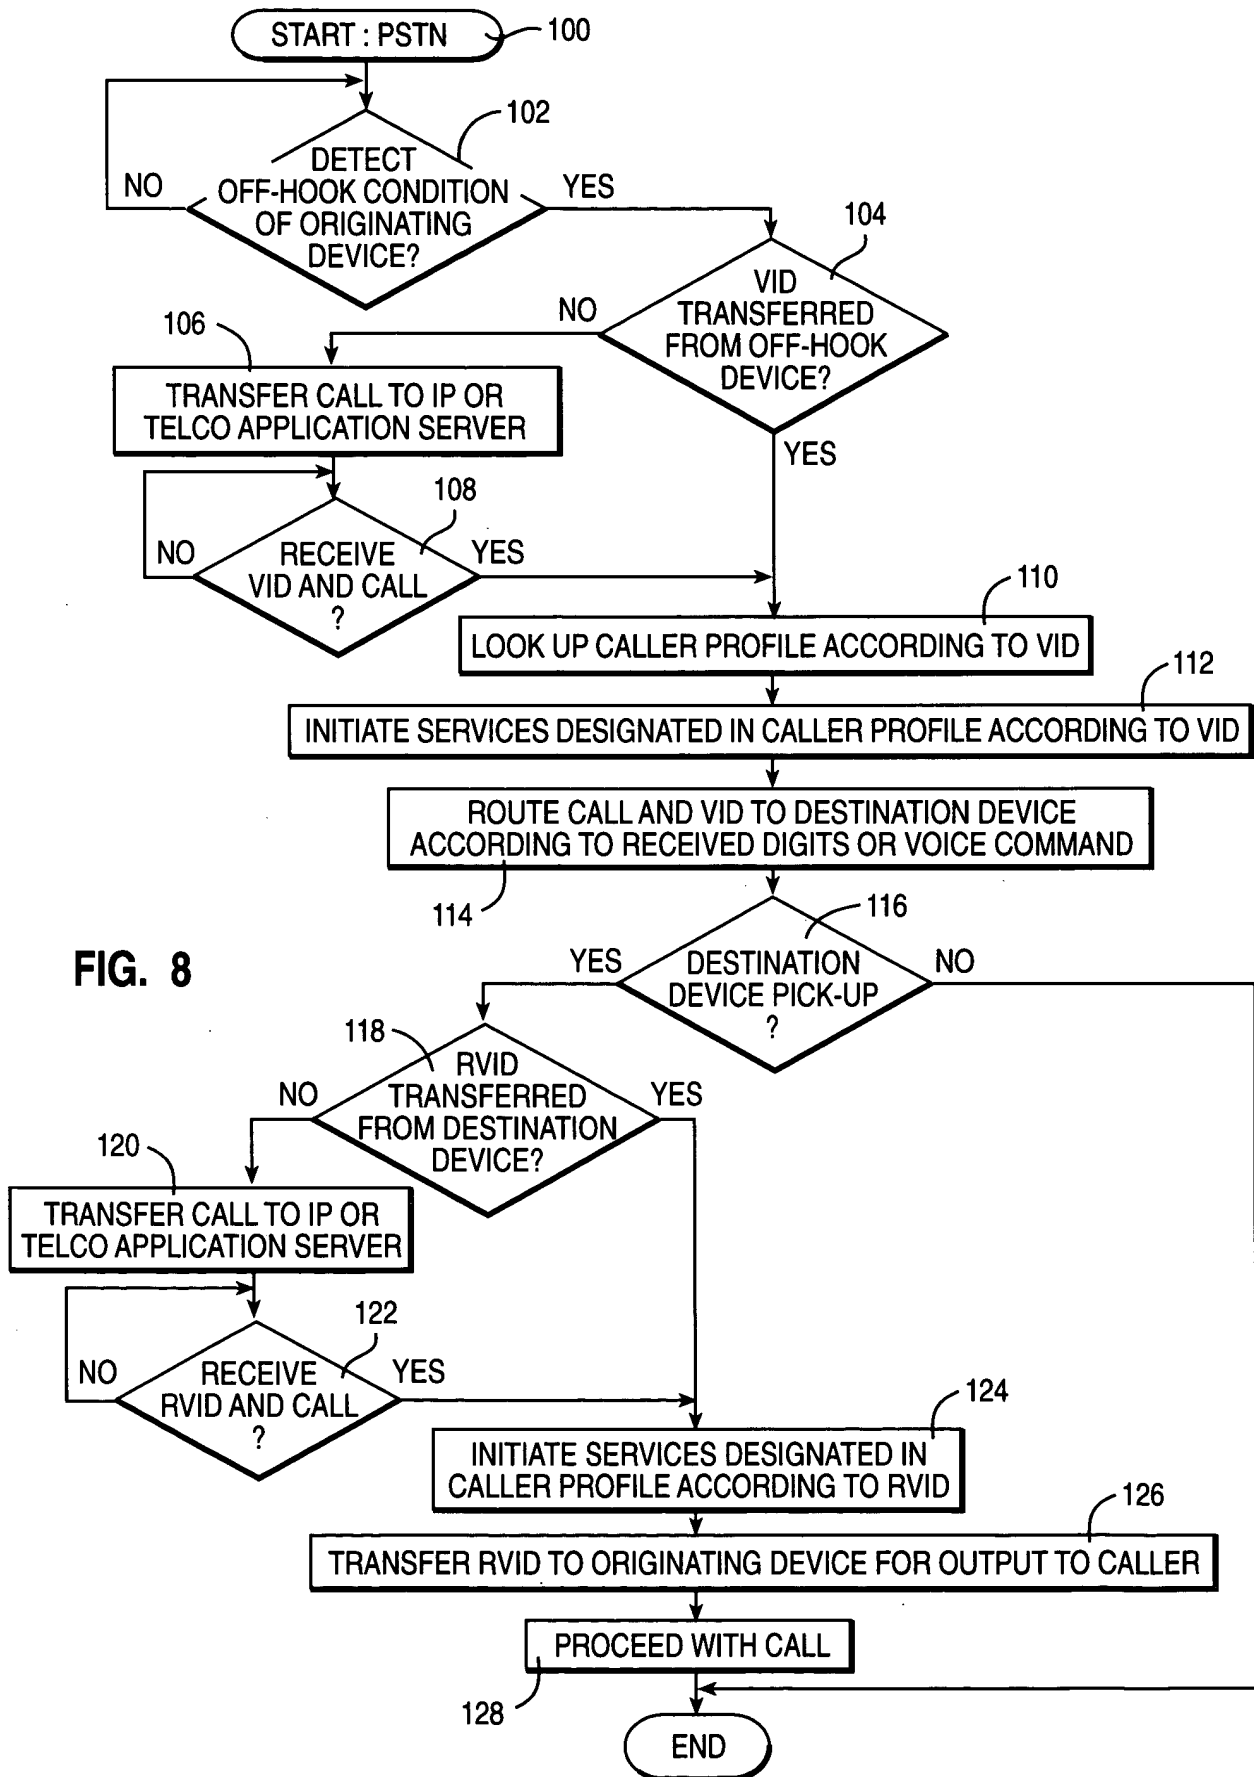 START : PSTN
100
102
DETECT
OFF-HOOK CONDITION
OF ORIGINATING
DEVICE?
NO
YES
104
VID
TRANSFERRED
FROM OFF-HOOK
DEVICE?
NO
YES
106
TRANSFER CALL TO IP OR
TELCO APPLICATION SERVER
108
RECEIVE
VID AND CALL
?
NO
YES
110
LOOK UP CALLER PROFILE ACCORDING TO VID
112
INITIATE SERVICES DESIGNATED IN CALLER PROFILE ACCORDING TO VID
ROUTE CALL AND VID TO DESTINATION DEVICE
ACCORDING TO RECEIVED DIGITS OR VOICE COMMAND
114
116
DESTINATION
DEVICE PICK-UP
?
YES
NO
FIG. 8
118
RVID
TRANSFERRED
FROM DESTINATION
DEVICE?
NO
YES
120
TRANSFER CALL TO IP OR
TELCO APPLICATION SERVER
122
RECEIVE
RVID AND CALL
?
NO
YES
124
INITIATE SERVICES DESIGNATED IN
CALLER PROFILE ACCORDING TO RVID
126
TRANSFER RVID TO ORIGINATING DEVICE FOR OUTPUT TO CALLER
PROCEED WITH CALL
128
END